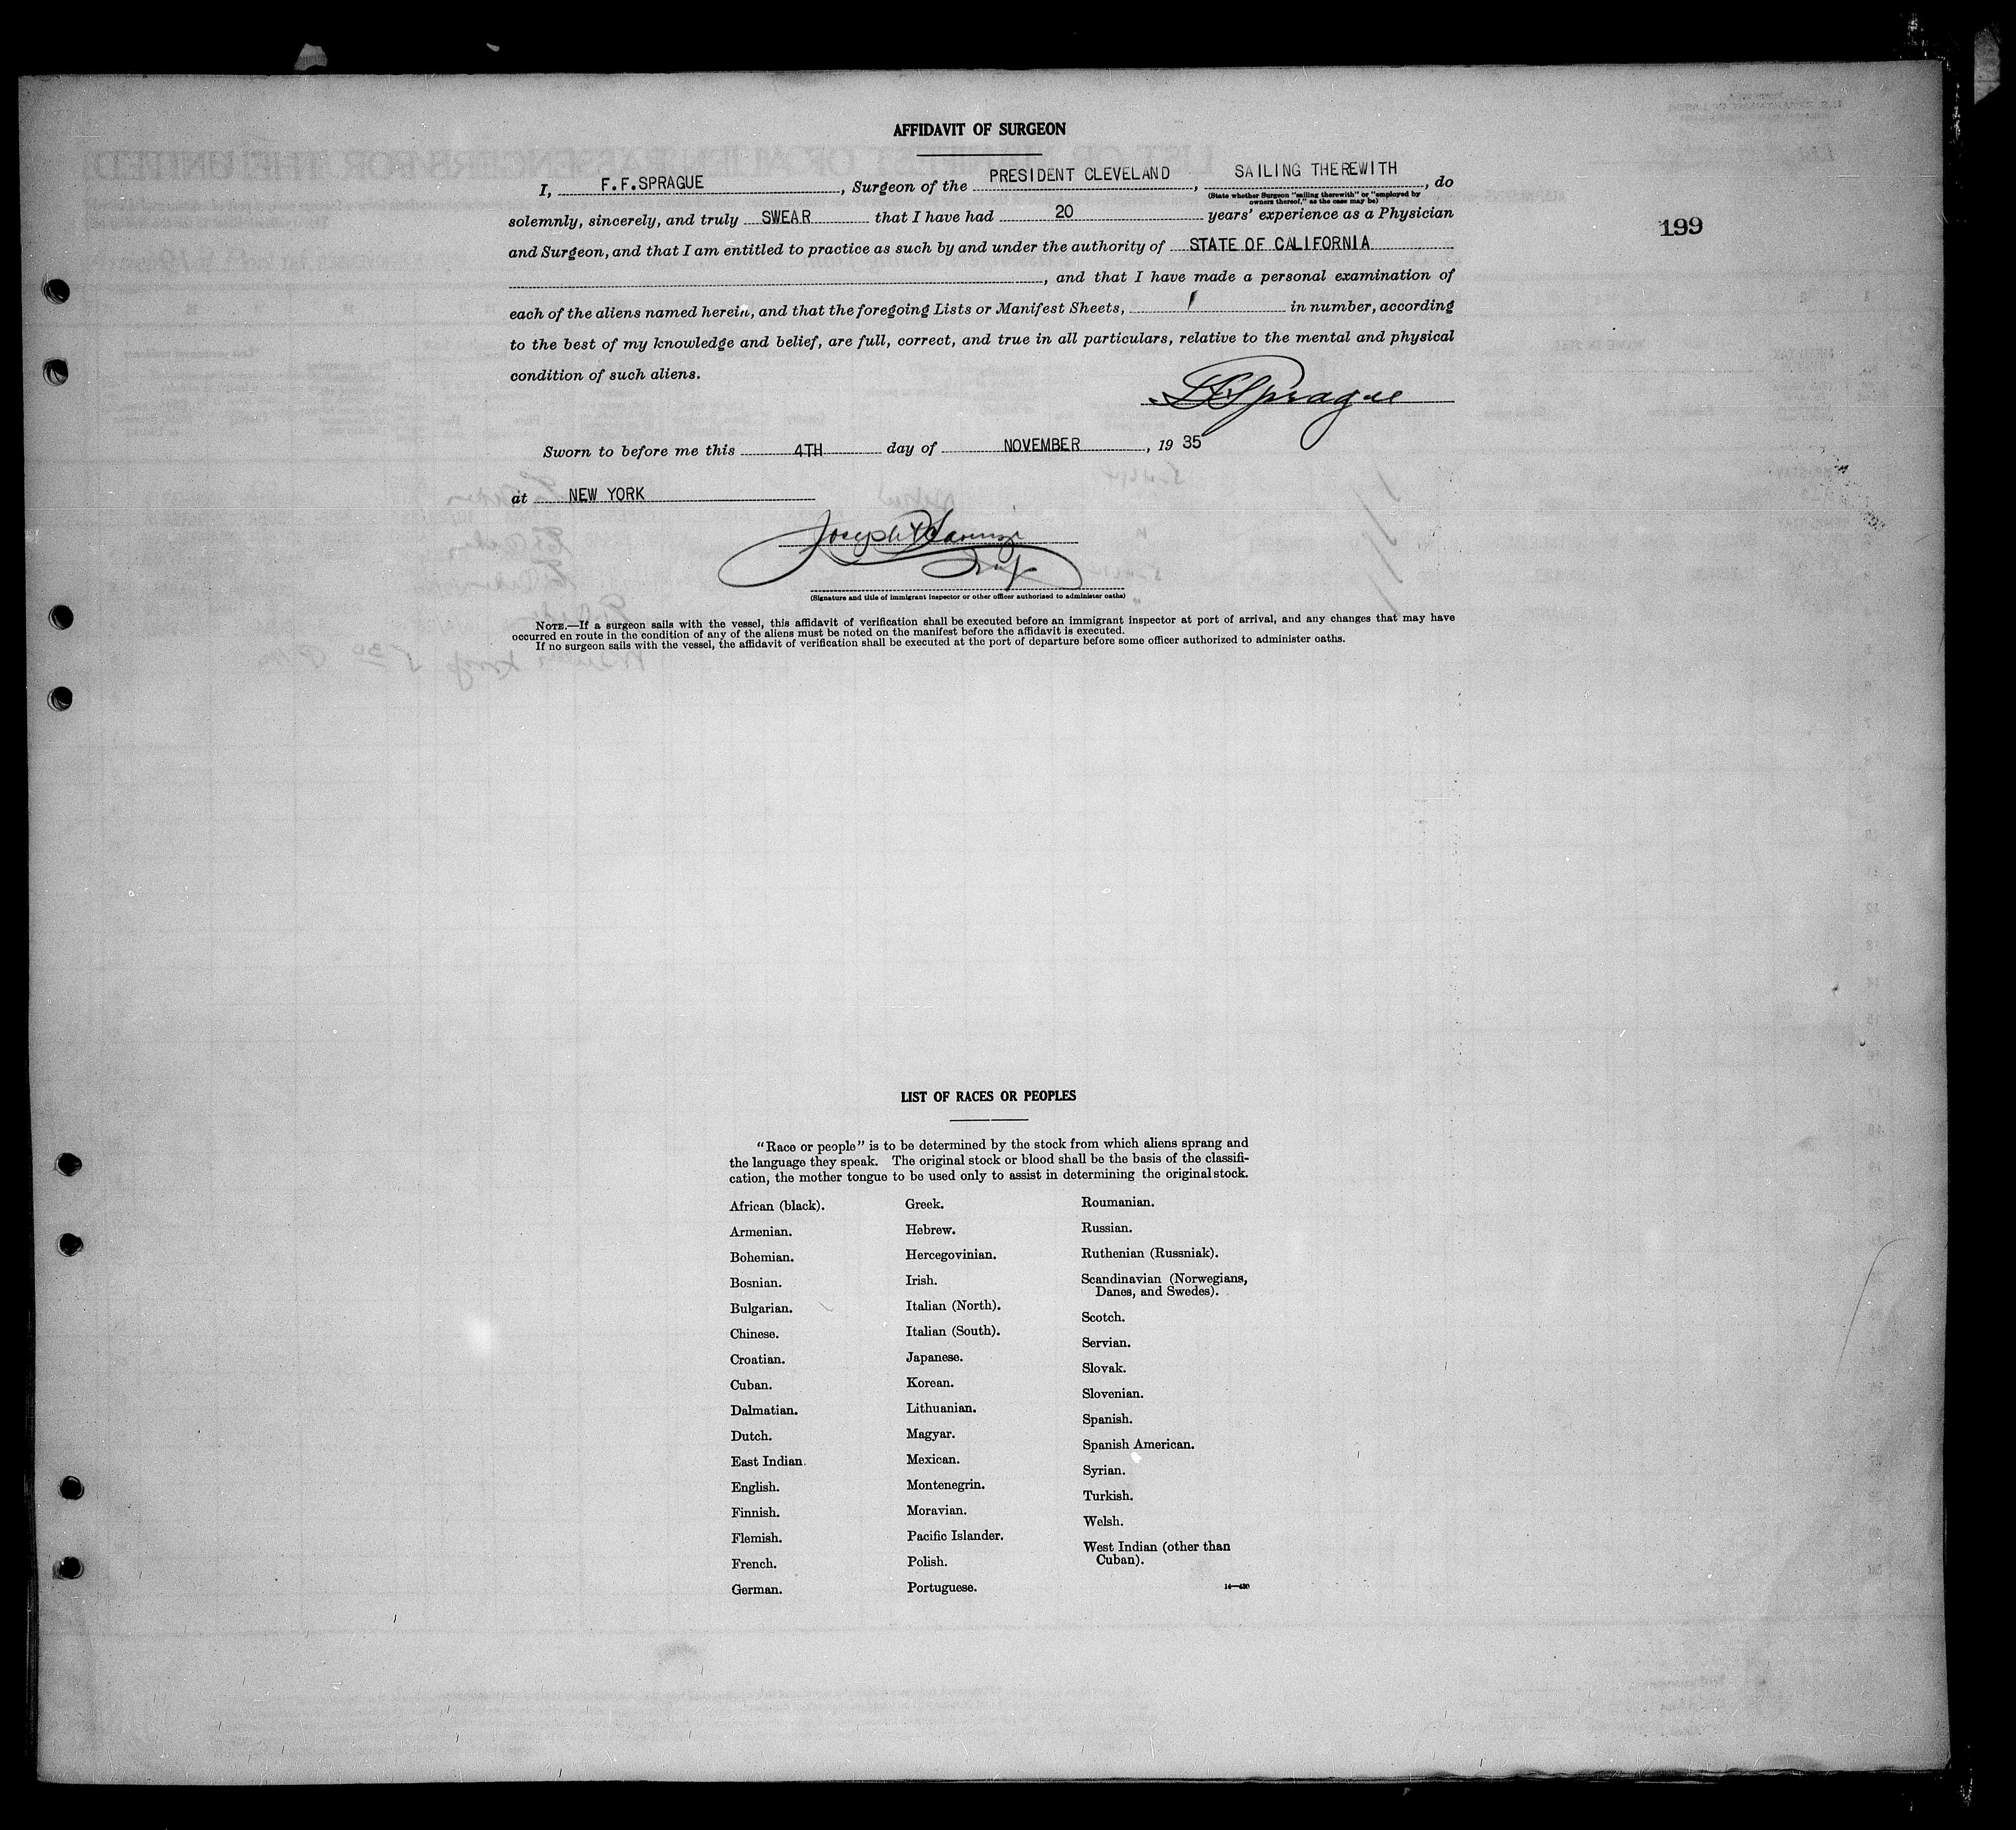 AFFIDAVIT OF SURGEON
I, F.F.SPRAGUE, Surgeon of the PRESIDENT CLEVELAND, SAILING THEREWITH, do
(State whether Surgeon "sailing therewith" or "employed by
owners thereof," as the case may be)
solemnly, sincerely, and truly SWEAR that I have had 20 years' experience as a Physician
199
and Surgeon, and that I am entitled to practice as such by and under the authority of STATE OF CALIFORNIA
, and that I have made a personal examination of
each of the aliens named herein, and that the foregoing Lists or Manifest Sheets, 1 in number, according
to the best of my knowledge and belief, are full, correct, and true in all particulars, relative to the mental and physical
condition of such aliens.
FF Sprague
Sworn to before me this 4TH day of NOVEMBER, 19 35
at NEW YORK
Joseph
(Signature and title of immigrant inspector or other officer authorized to administer oaths)
NOTE.—If a surgeon sails with the vessel, this affidavit of verification shall be executed before an immigrant inspector at port of arrival, and any changes that may have
occurred en route in the condition of any of the aliens must be noted on the manifest before the affidavit is executed.
If no surgeon sails with the vessel, the affidavit of verification shall be executed at the port of departure before some officer authorized to administer oaths.
LIST OF RACES OR PEOPLES
"Race or people" is to be determined by the stock from which aliens sprang and
the language they speak. The original stock or blood shall be the basis of the classifi-
cation, the mother tongue to be used only to assist in determining the original stock.
African (black).
Armenian.
Bohemian.
Bosnian.
Bulgarian.
Chinese.
Croatian.
Cuban.
Dalmatian.
Dutch.
East Indian.
English.
Finnish.
Flemish.
French.
German.
Greek.
Hebrew.
Hercegovinian.
Irish.
Italian (North).
Italian (South).
Japanese.
Korean.
Lithuanian.
Magyar.
Mexican.
Montenegrin.
Moravian.
Pacific Islander.
Polish.
Portuguese.
Roumanian.
Russian.
Ruthenian (Russniak).
Scandinavian (Norwegians,
Danes, and Swedes).
Scotch.
Servian.
Slovak.
Slovenian.
Spanish.
Spanish American.
Syrian.
Turkish.
Welsh.
West Indian (other than
Cuban).
14—430